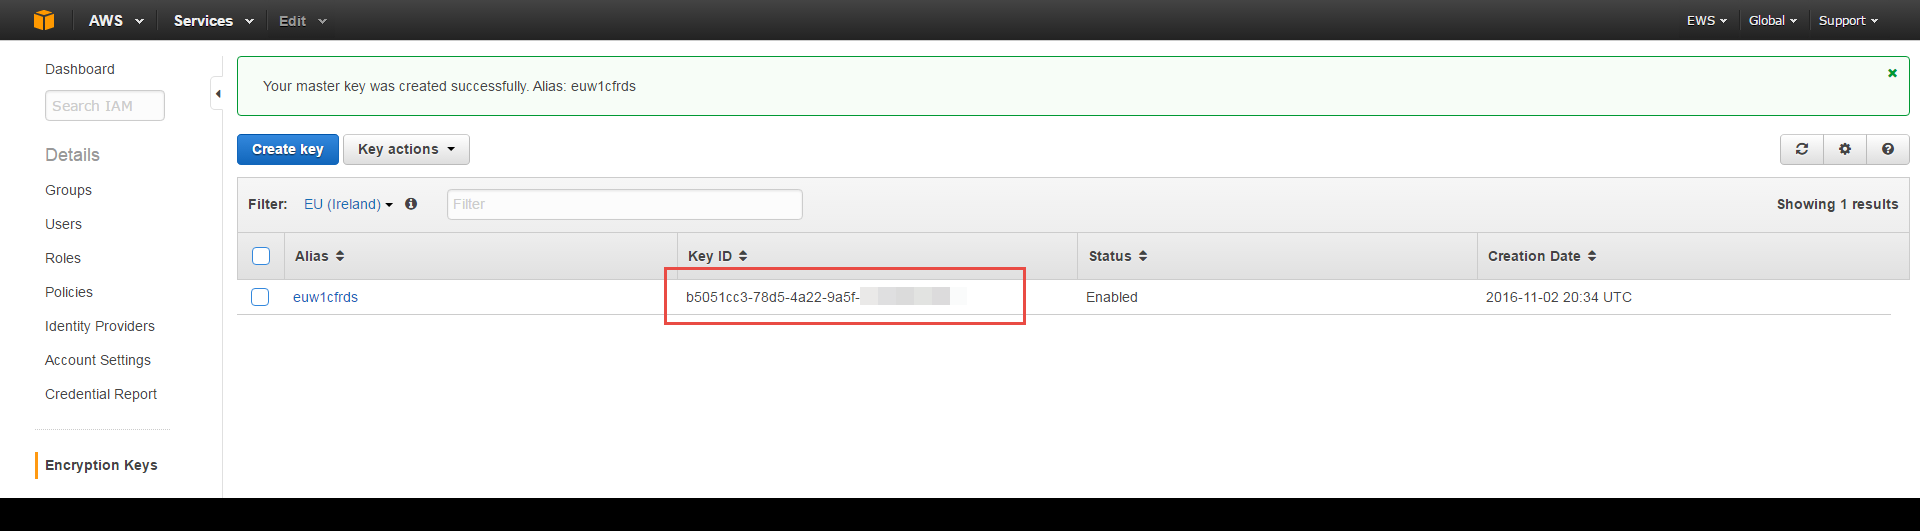 AWS Services Edit EWS Global Support
Dashboard
Search IAM
Details
Groups
Users
Roles
Policies
Identity Providers
Account Settings
Credential Report
Encryption Keys
Your master key was created successfully. Alias: euw1cfrds
Create key Key actions
Filter: EU (Ireland) Filter Showing 1 results
Alias Key ID Status Creation Date
euw1cfrds b5051cc3-78d5-4a22-9a5f- Enabled 2016-11-02 20:34 UTC